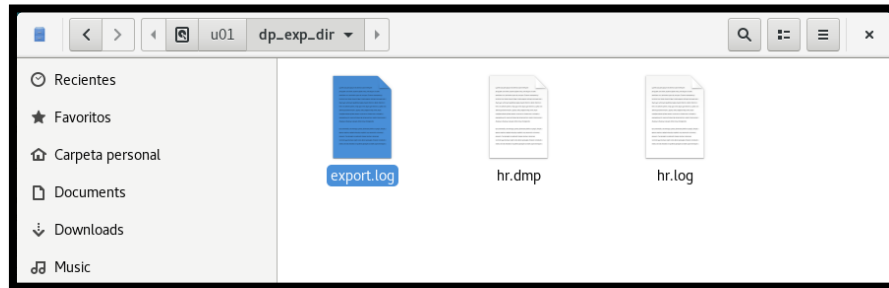 u01 dp_exp_dir
Recientes
Favoritos
Carpeta personal
Documents
Downloads
Music
export.log hr.dmp hr.log